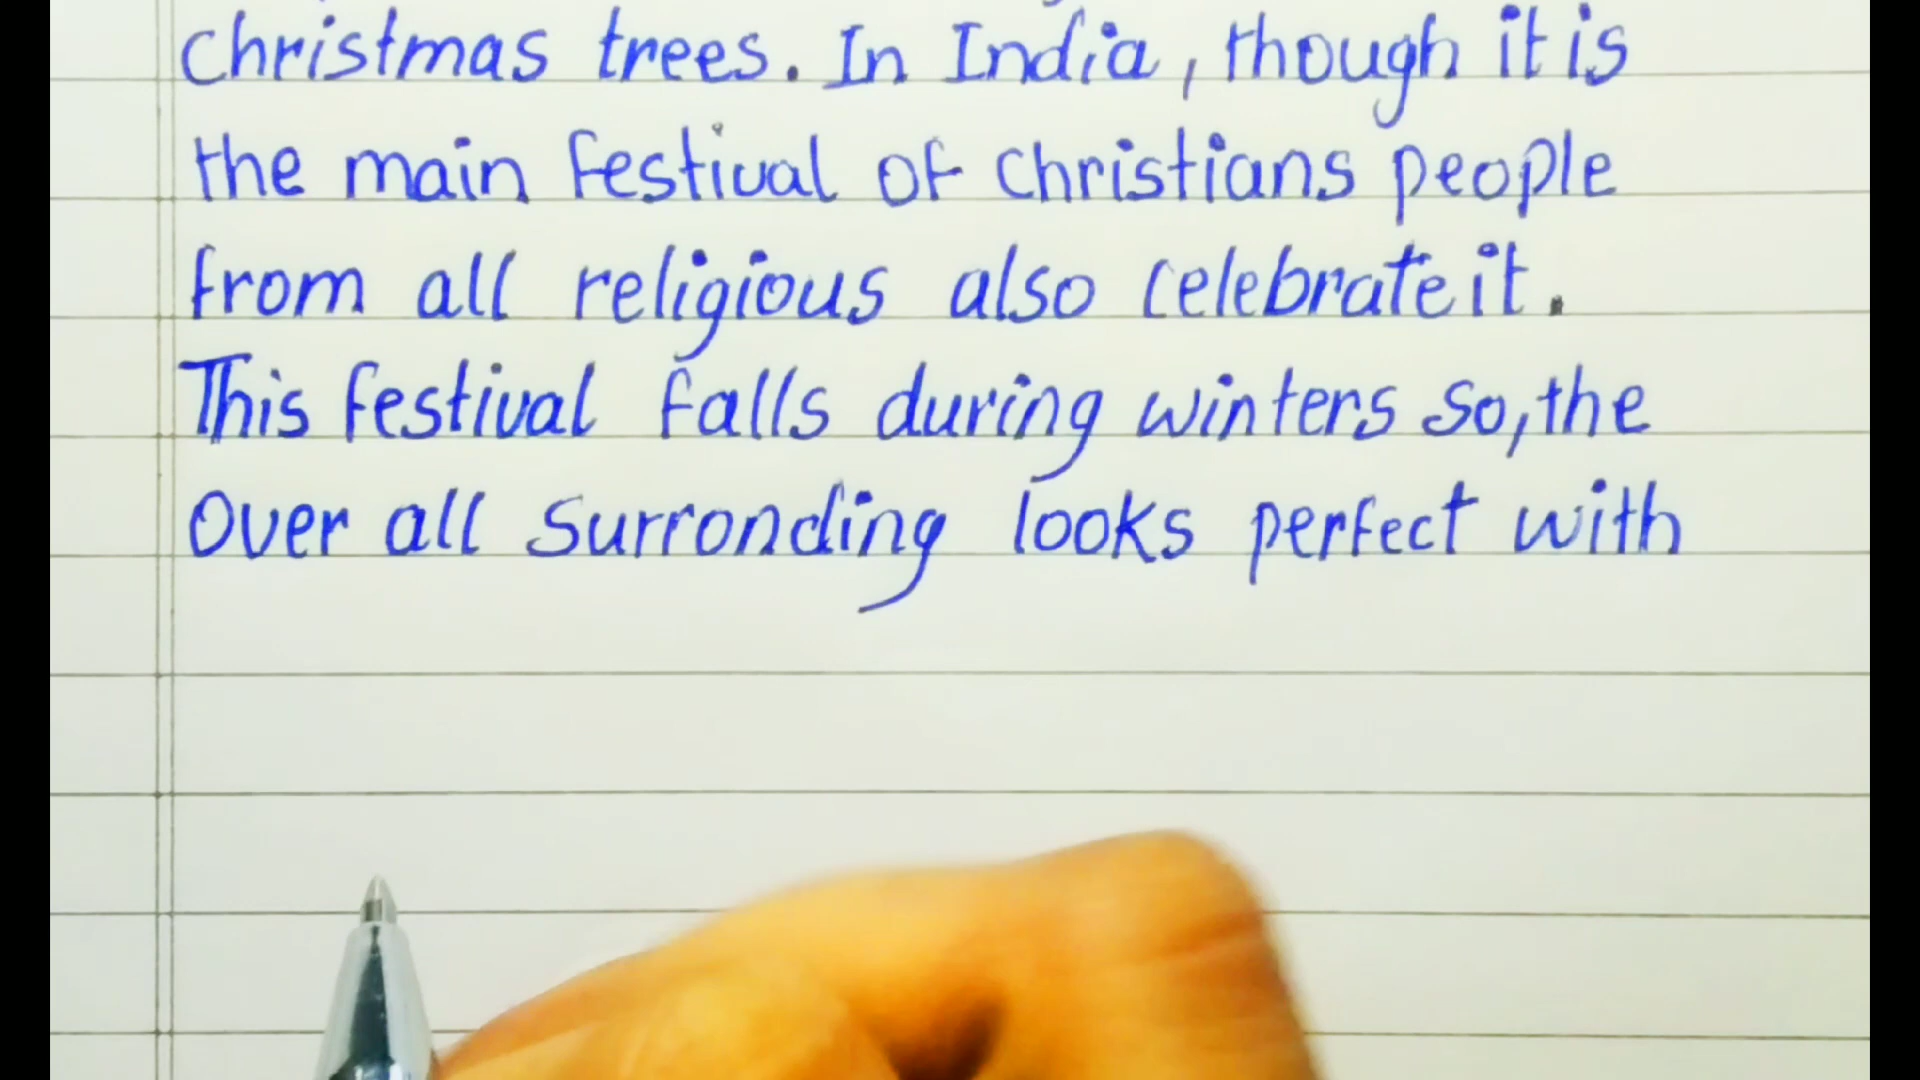 Christmas trees. In India, though it is
the main festival of Christians people
from all religious also celebrate it.
This festival falls during winters so, the
over all surronding looks perfect with